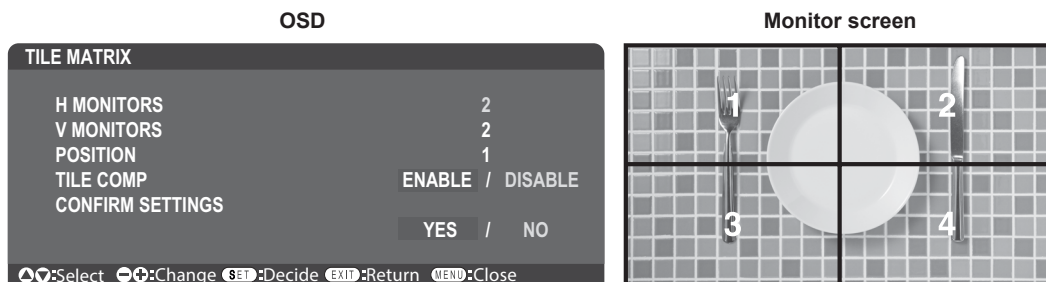 OSD
Monitor screen
TILE MATRIX
H MONITORS 2
V MONITORS 2
POSITION 1
TILE COMP ENABLE / DISABLE
CONFIRM SETTINGS
YES / NO
Select Change SET:Decide EXIT:Return MENU:Close
1 2
3 4